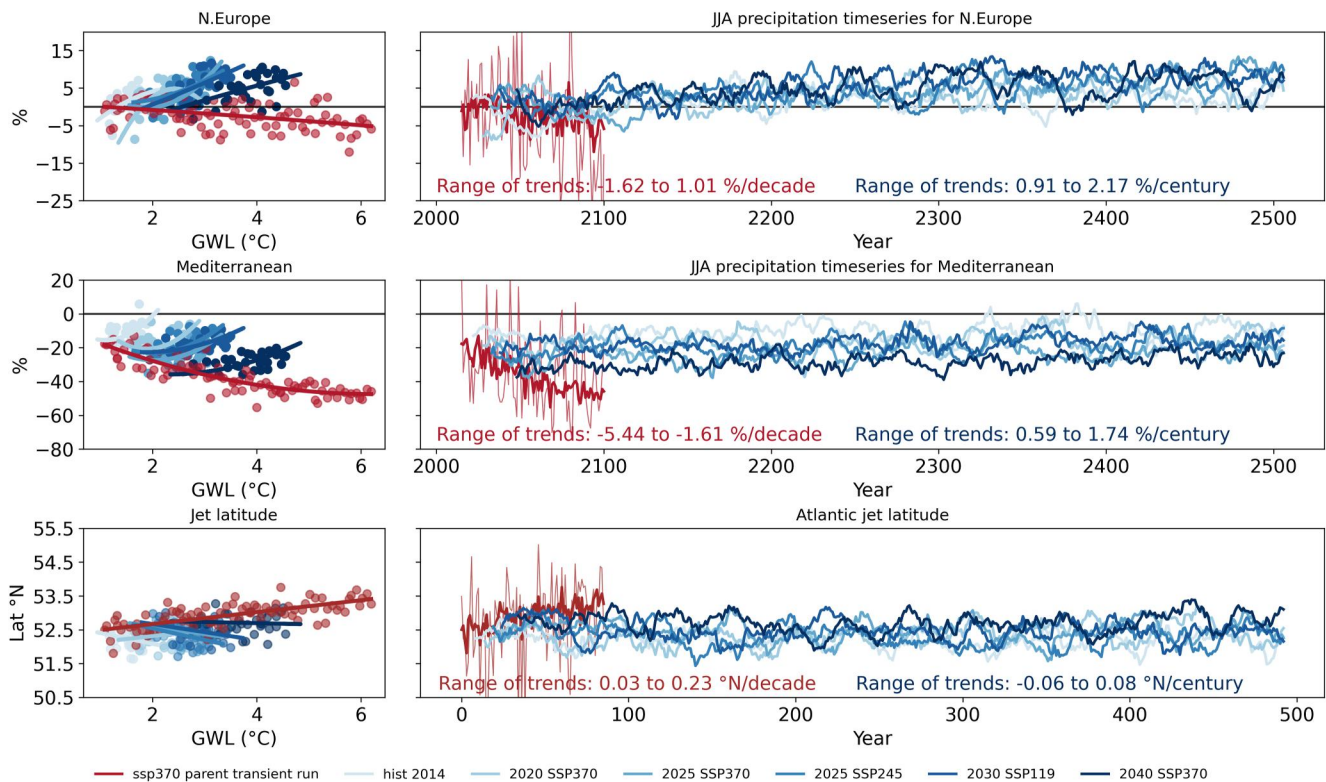 N.Europe
JJA precipitation timeseries for N.Europe
15
5
−5
−15
−25
%
Range of trends: -1.62 to 1.01 %/decade
Range of trends: 0.91 to 2.17 %/century
2 4 6
2000 2100 2200 2300 2400 2500
GWL (°C)
Year
Mediterranean
JJA precipitation timeseries for Mediterranean
20
0
−20
−40
−60
−80
%
Range of trends: -5.44 to -1.61 %/decade
Range of trends: 0.59 to 1.74 %/century
2 4 6
2000 2100 2200 2300 2400 2500
GWL (°C)
Year
Jet latitude
Atlantic jet latitude
55.5
54.5
53.5
52.5
51.5
50.5
Lat °N
Range of trends: 0.03 to 0.23 °N/decade
Range of trends: -0.06 to 0.08 °N/century
2 4 6
0 100 200 300 400 500
GWL (°C)
Year
ssp370 parent transient run
hist 2014
2020 SSP370
2025 SSP370
2025 SSP245
2030 SSP119
2040 SSP370